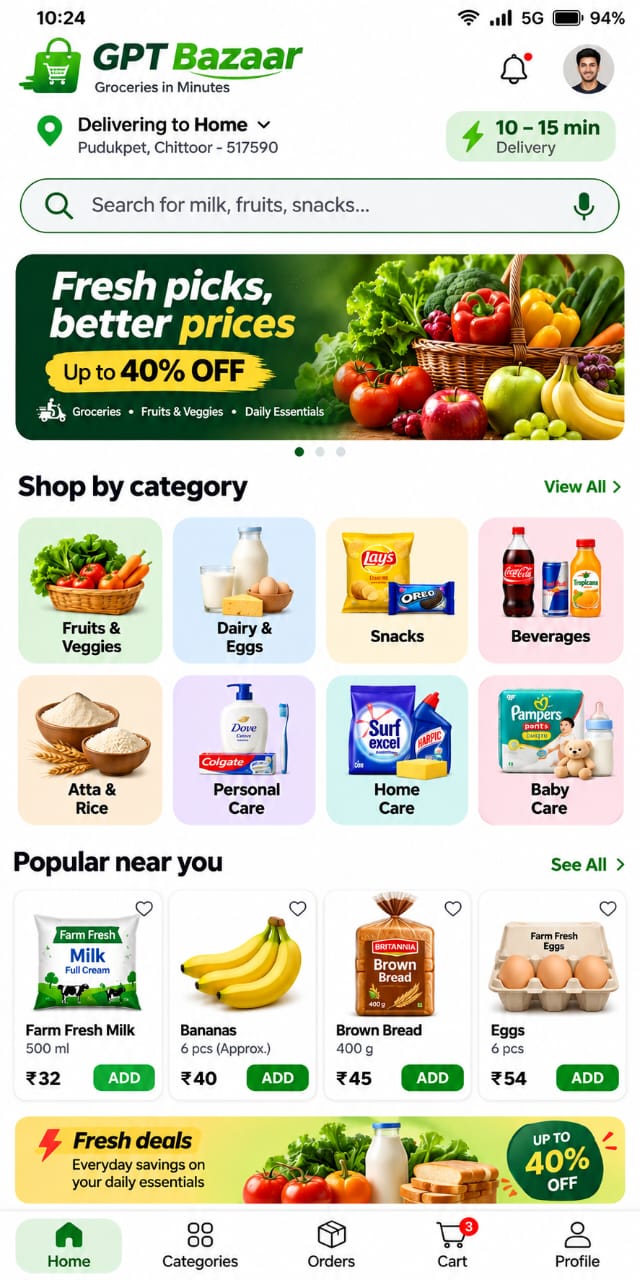 10:24
5G
94%
GPT Bazaar
Groceries in Minutes
Delivering to Home
Pudukpet, Chittoor - 517590
10 – 15 min
Delivery
Search for milk, fruits, snacks...
Fresh picks,
better prices
Up to 40% OFF
Groceries • Fruits & Veggies • Daily Essentials
Shop by category
View All >
Fruits &
Veggies
Dairy &
Eggs
Lay's
OREO
Snacks
Coca-Cola
Red Bull
Tropicana
Beverages
Atta &
Rice
Dove
Colgate
Personal
Care
Surf
excel
HARPIC
Home
Care
Pampers
pants
Baby
Care
Popular near you
See All >
Farm Fresh
Milk
Full Cream
Farm Fresh Milk
500 ml
₹32
ADD
Bananas
6 pcs (Approx.)
₹40
ADD
BRITANNIA
Brown
Bread
400 g
Brown Bread
400 g
₹45
ADD
Farm Fresh
Eggs
Eggs
6 pcs
₹54
ADD
Fresh deals
Everyday savings on
your daily essentials
UP TO
40%
OFF
Home
Categories
Orders
3
Cart
Profile